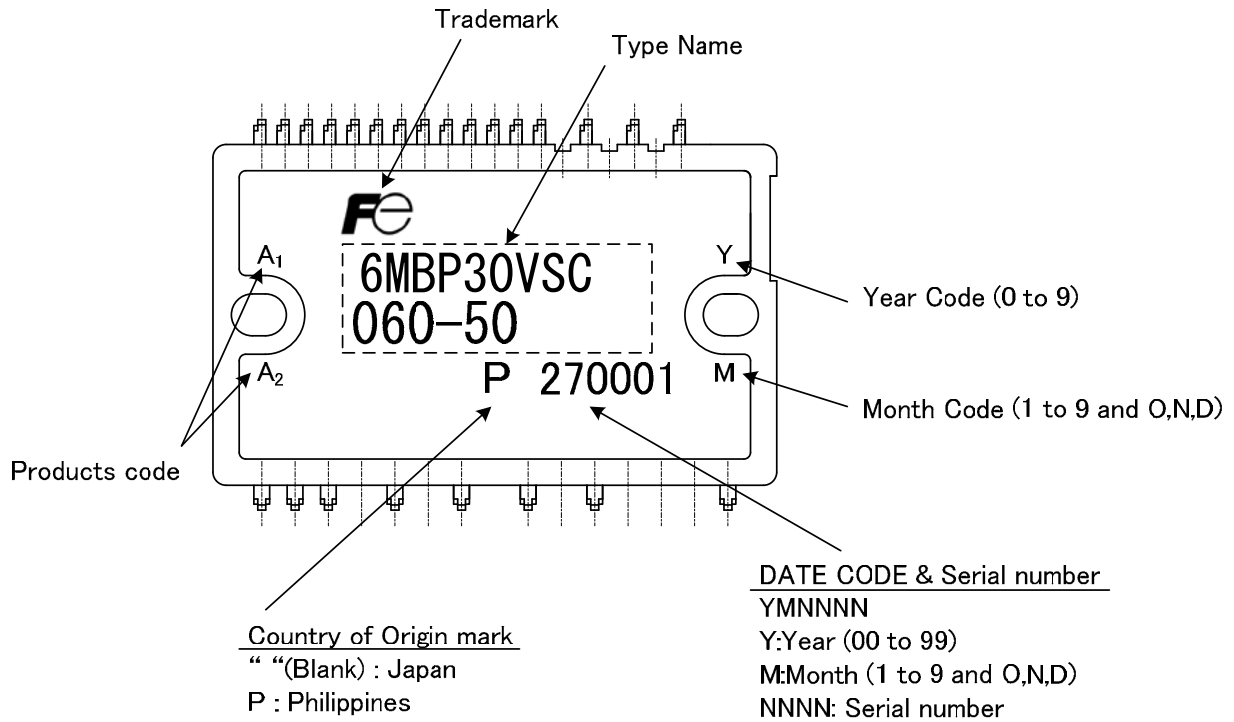 Trademark
Type Name
Fe
A₁
Y
6MBP30VSC
060-50
Year Code (0 to 9)
A₂
P 270001
M
Month Code (1 to 9 and O,N,D)
Products code
DATE CODE & Serial number
YMNNNN
Y:Year (00 to 99)
M:Month (1 to 9 and O,N,D)
NNNN: Serial number
Country of Origin mark
“ “(Blank) : Japan
P : Philippines